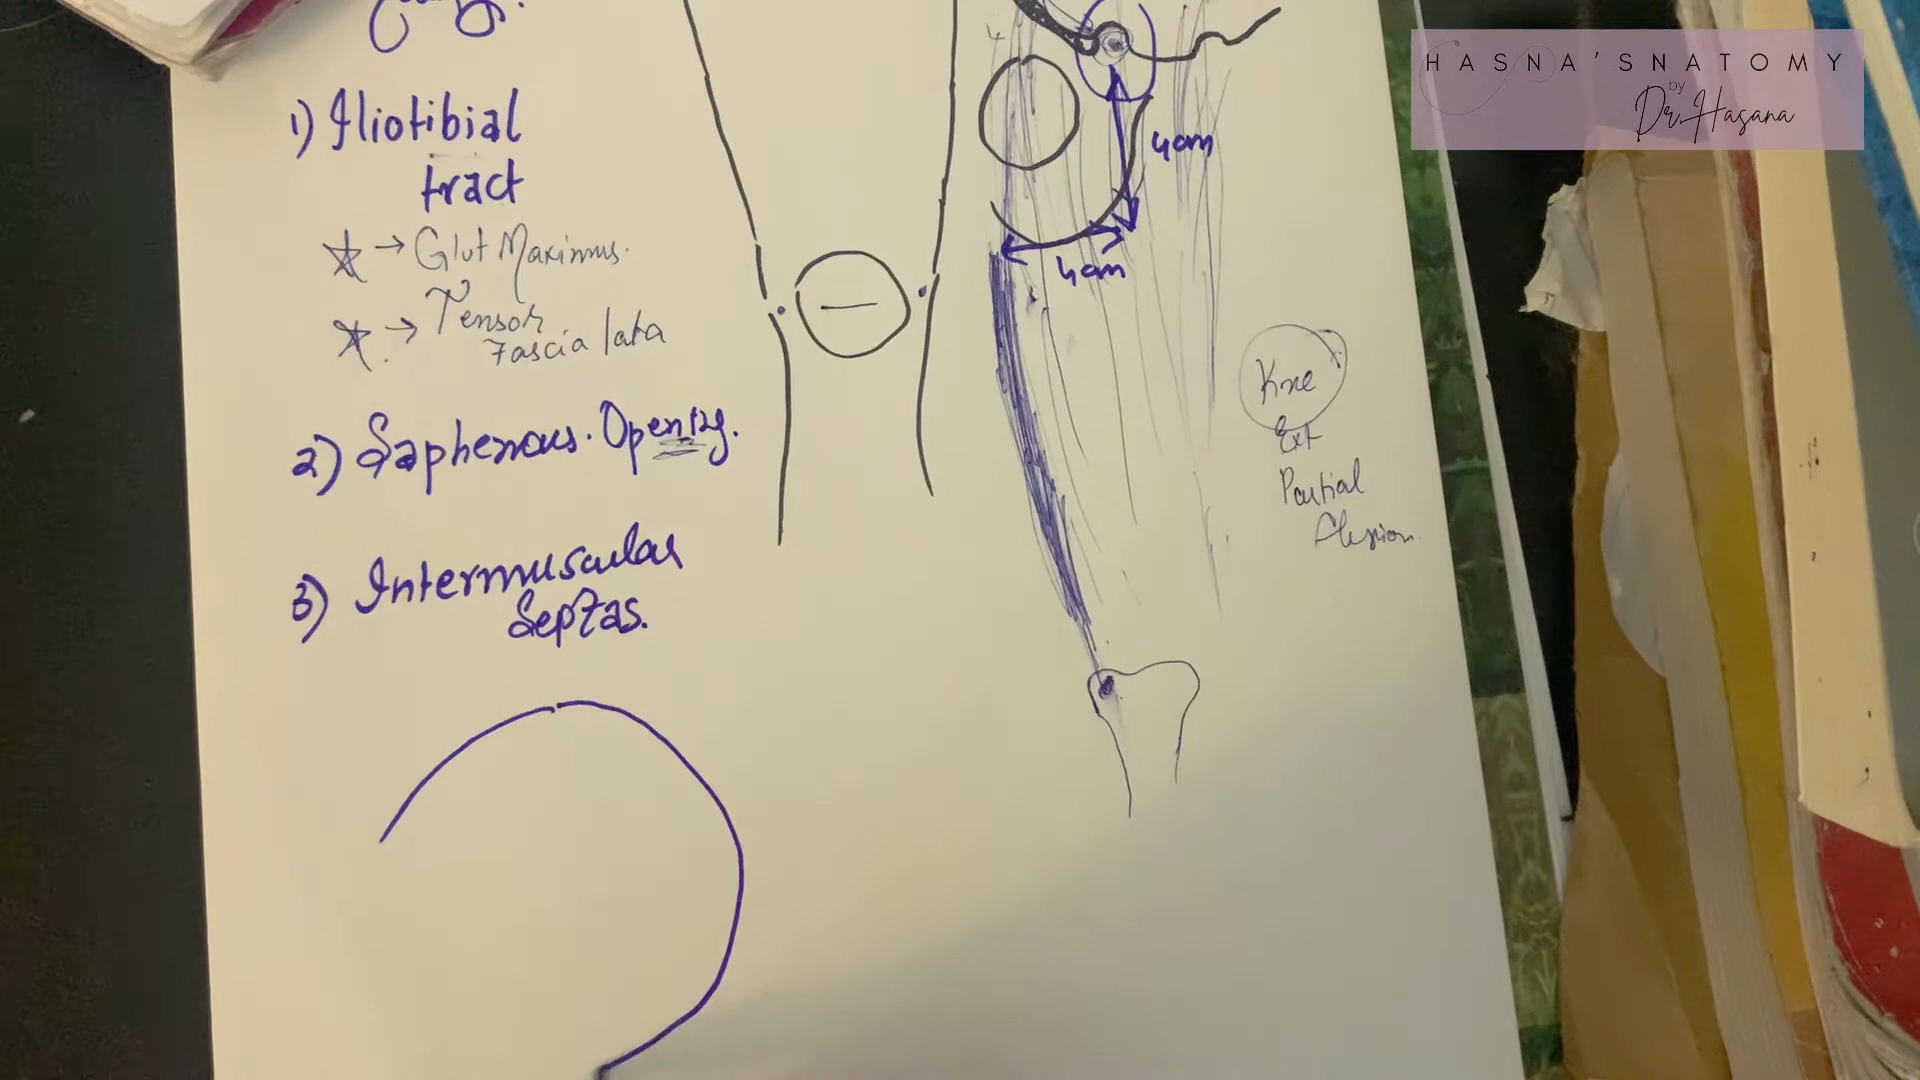 HASNA'SNATOMY
by
Dr.Hasana
1) Iliotibial
tract
→ Glut Maximus.
→ Tensor
Fascia lata
2) Saphenous. Opening.
3) Intermuscular
Septas.
4cm
4cm
Knee
Ext
Partial
Flexion.